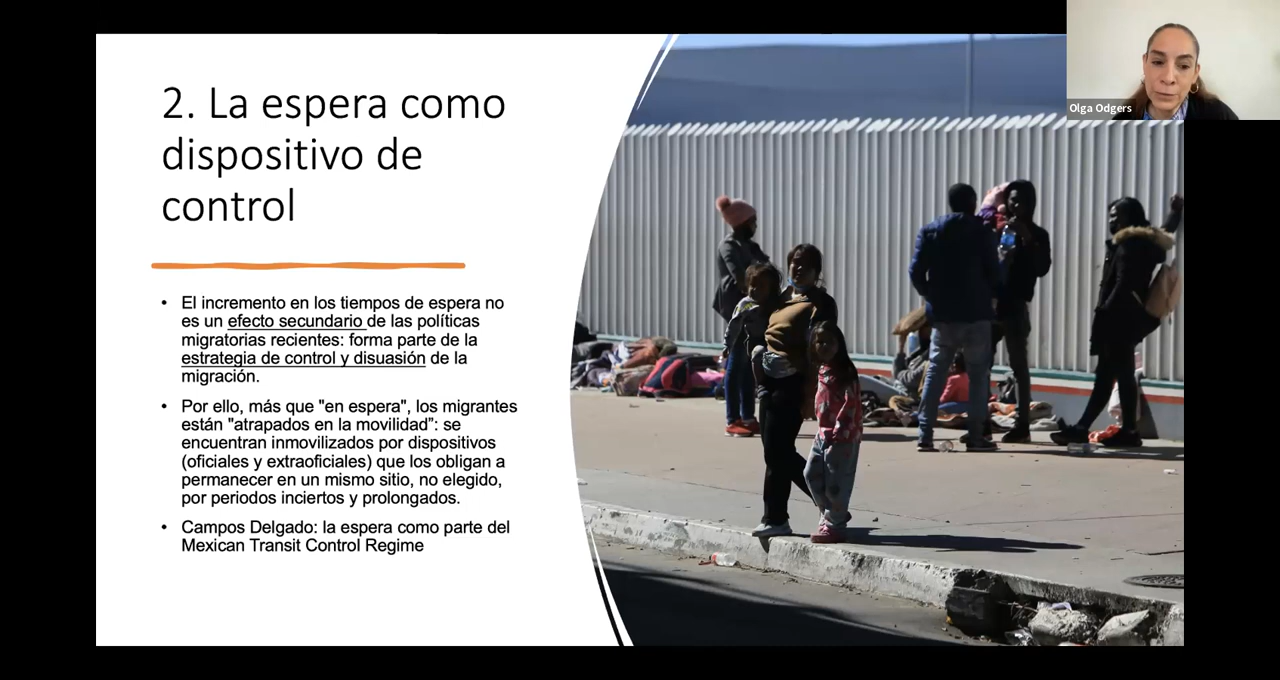 2. La espera como
dispositivo de
control
• El incremento en los tiempos de espera no
es un efecto secundario de las políticas
migratorias recientes: forma parte de la
estrategia de control y disuasión de la
migración.
• Por ello, más que "en espera", los migrantes
están "atrapados en la movilidad”: se
encuentran inmovilizados por dispositivos
(oficiales y extraoficiales) que los obligan a
permanecer en un mismo sitio, no elegido,
por periodos inciertos y prolongados.
• Campos Delgado: la espera como parte del
Mexican Transit Control Regime
Olga Odgers